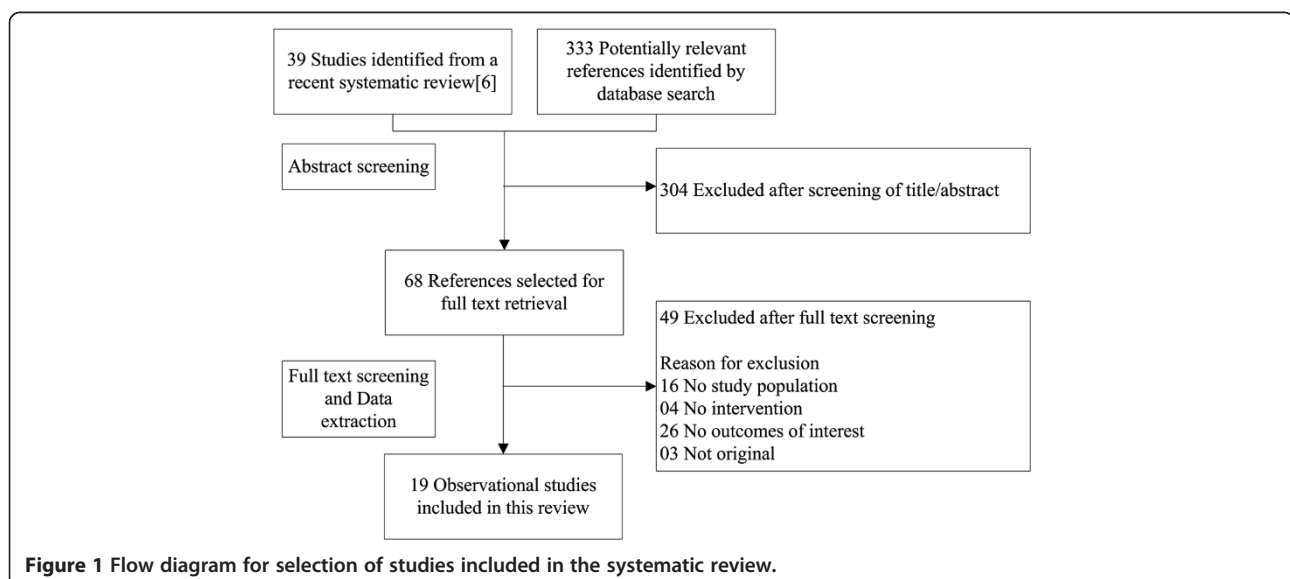 39 Studies identified from a
recent systematic review[6]
333 Potentially relevant
references identified by
database search
Abstract screening
304 Excluded after screening of title/abstract
68 References selected for
full text retrieval
49 Excluded after full text screening
Reason for exclusion
16 No study population
04 No intervention
26 No outcomes of interest
03 Not original
Full text screening
and Data
extraction
19 Observational studies
included in this review
Figure 1 Flow diagram for selection of studies included in the systematic review.